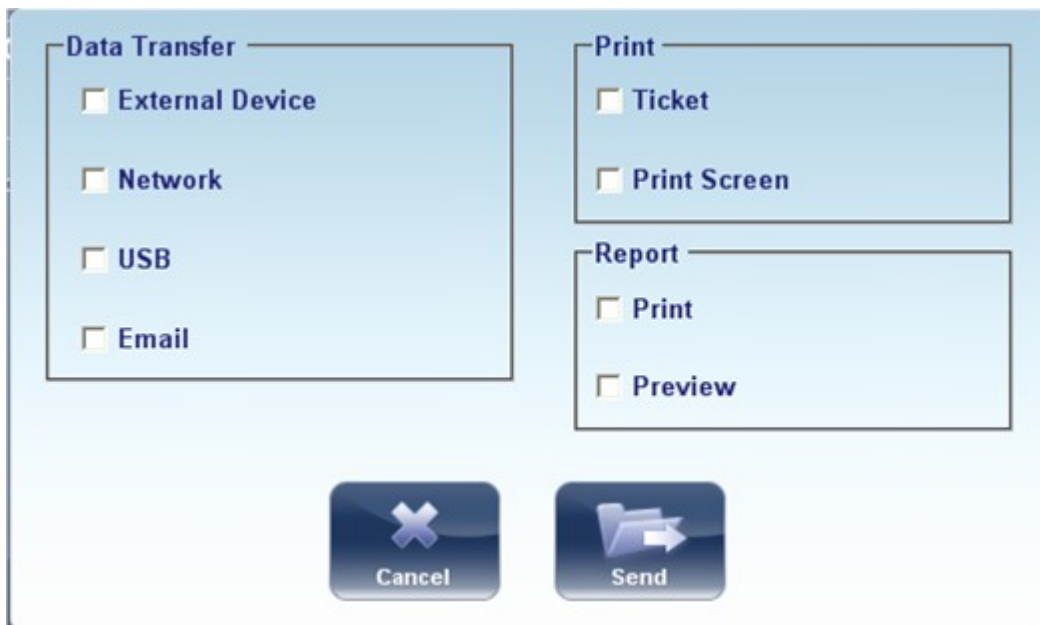 Data Transfer
External Device
Network
USB
Email
Print
Ticket
Print Screen
Report
Print
Preview
Cancel
Send